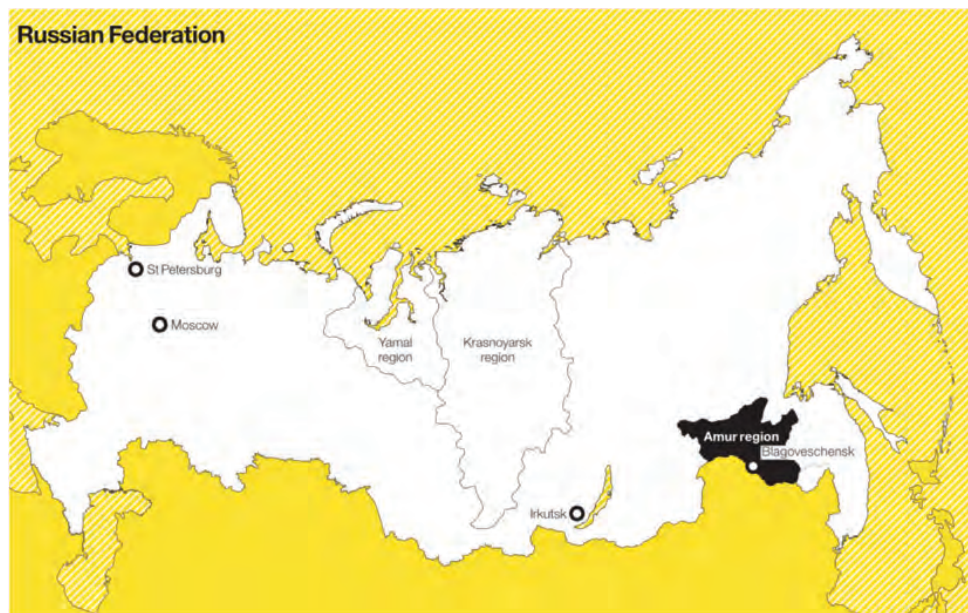 Russian Federation
St Petersburg
Moscow
Yamal
region
Krasnoyarsk
region
Amur region
Blagoveschensk
Irkutsk